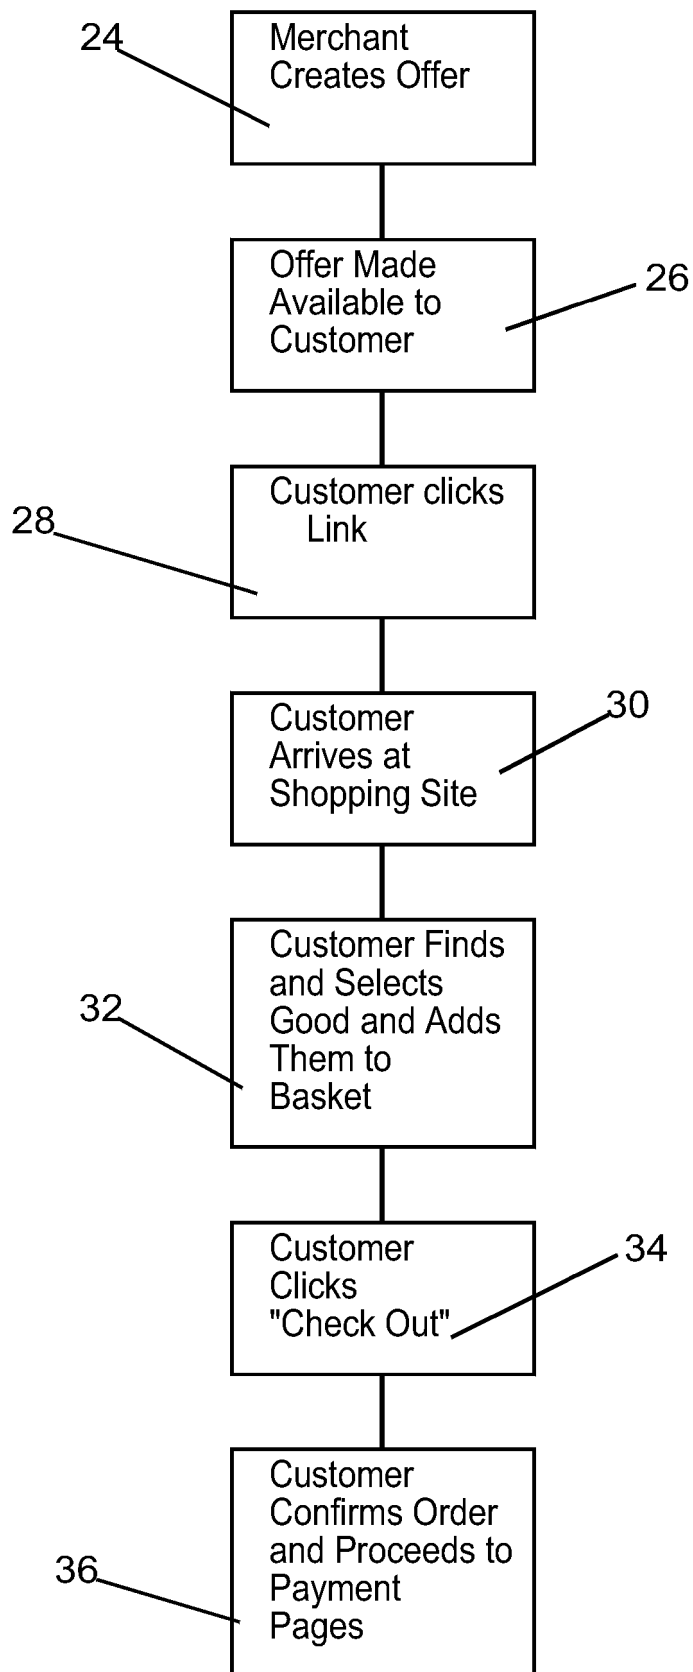 24
Merchant
Creates Offer
Offer Made
Available to
Customer
26
Customer clicks
Link
28
Customer
Arrives at
Shopping Site
30
Customer Finds
and Selects
Good and Adds
Them to
Basket
32
Customer
Clicks
"Check Out"
34
Customer
Confirms Order
and Proceeds to
Payment
Pages
36